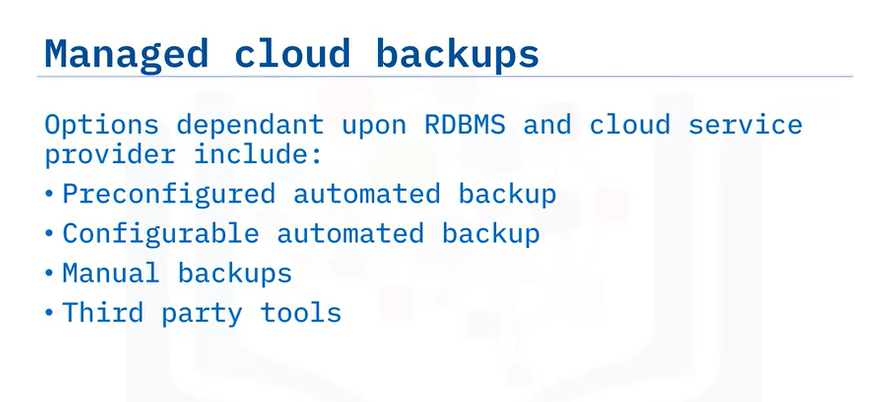 Managed cloud backups
Options dependant upon RDBMS and cloud service
provider include:
• Preconfigured automated backup
• Configurable automated backup
• Manual backups
• Third party tools